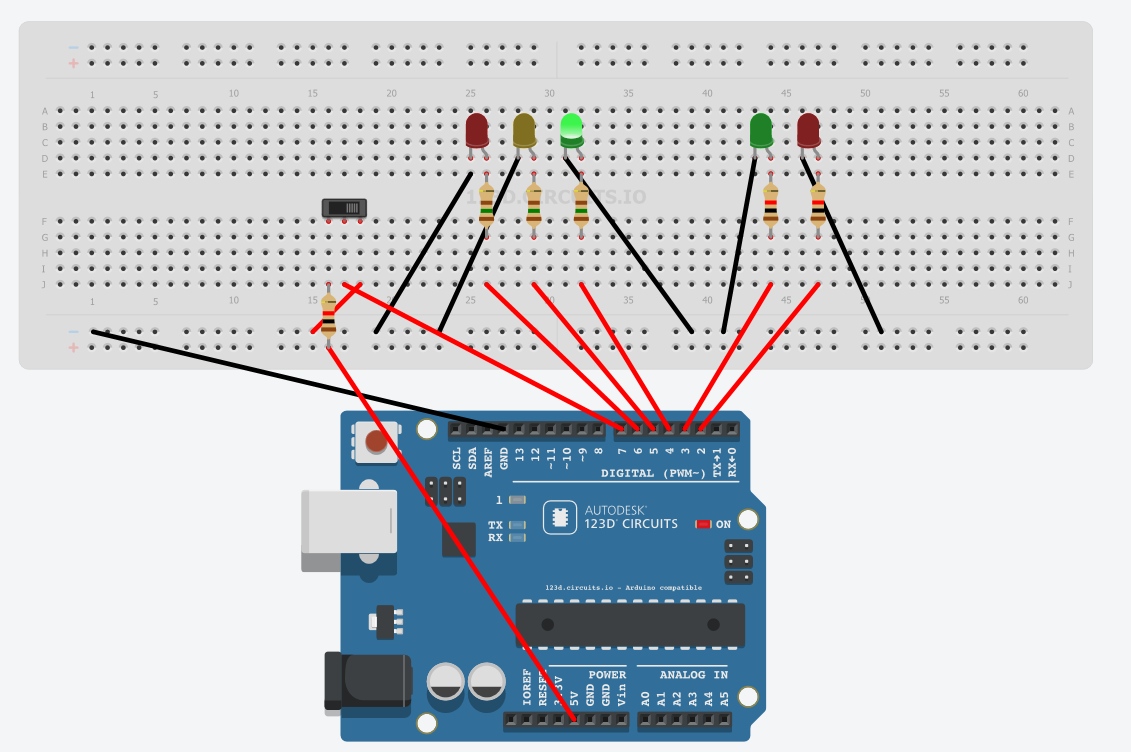 - -
+ +
1 5 10 15 20 25 30 35 40 45 50 55 60
A A
B B
C C
D D
E E
123D.CIRCUITS.IO
F F
G G
H H
I I
J J
1 15 20 25 30 35 40 45 50 55 60
-
+
SCL SDA AREF GND 13 12 ~11 ~10 ~9 8 7 6 5 4 3 2 TX→1 RX←0
DIGITAL (PWM~)
1
AUTODESK
TX
123D CIRCUITS
ON
RX
123d.circuits.io - Arduino compatible
POWER
ANALOG IN
IOREF RESET 3.3V 5V GND GND Vin A0 A1 A2 A3 A4 A5